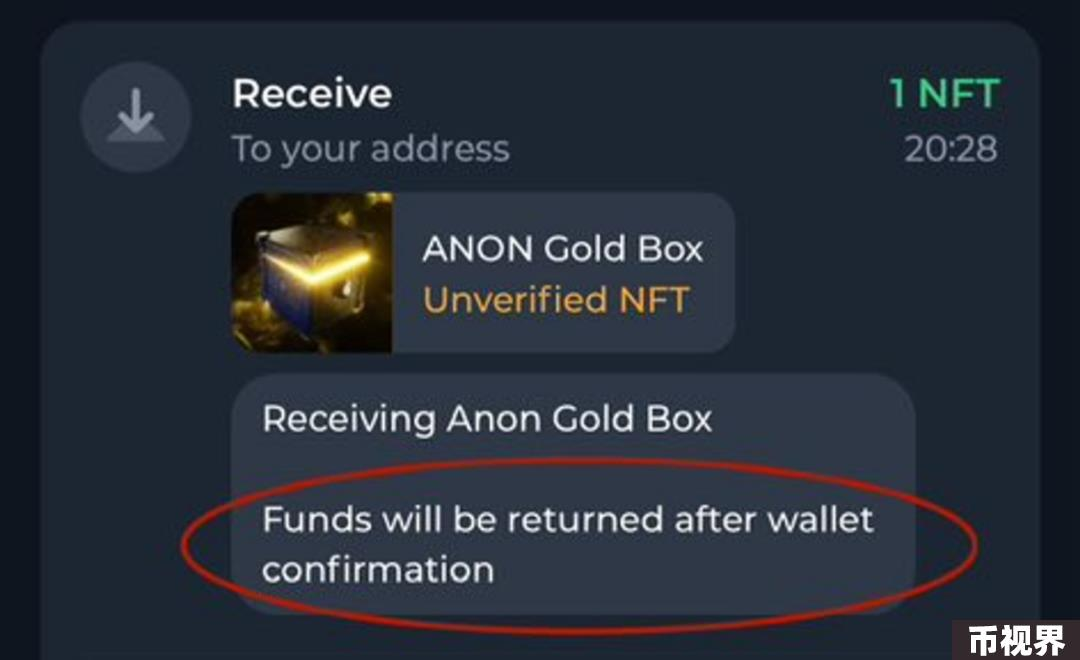 Receive
1 NFT
To your address
20:28
ANON Gold Box
Unverified NFT
Receiving Anon Gold Box
Funds will be returned after wallet
confirmation
币视界